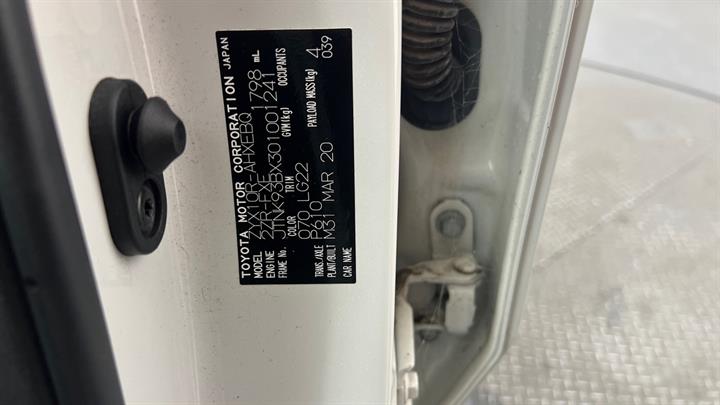 TOYOTA MOTOR CORPORATION JAPAN
MODEL ZYX10R-AHXEBQ 1798 mL
ENGINE 2ZR-FXE
FRAME No. JTNK93BX301001241
COLOR TRIM GVM(kg) OCCUPANTS
070 LG22 4
TRANS./AXLE P610 PAYLOAD MASS(kg) 039
PLANT/BUILT M31 MAR 20
CAR NAME